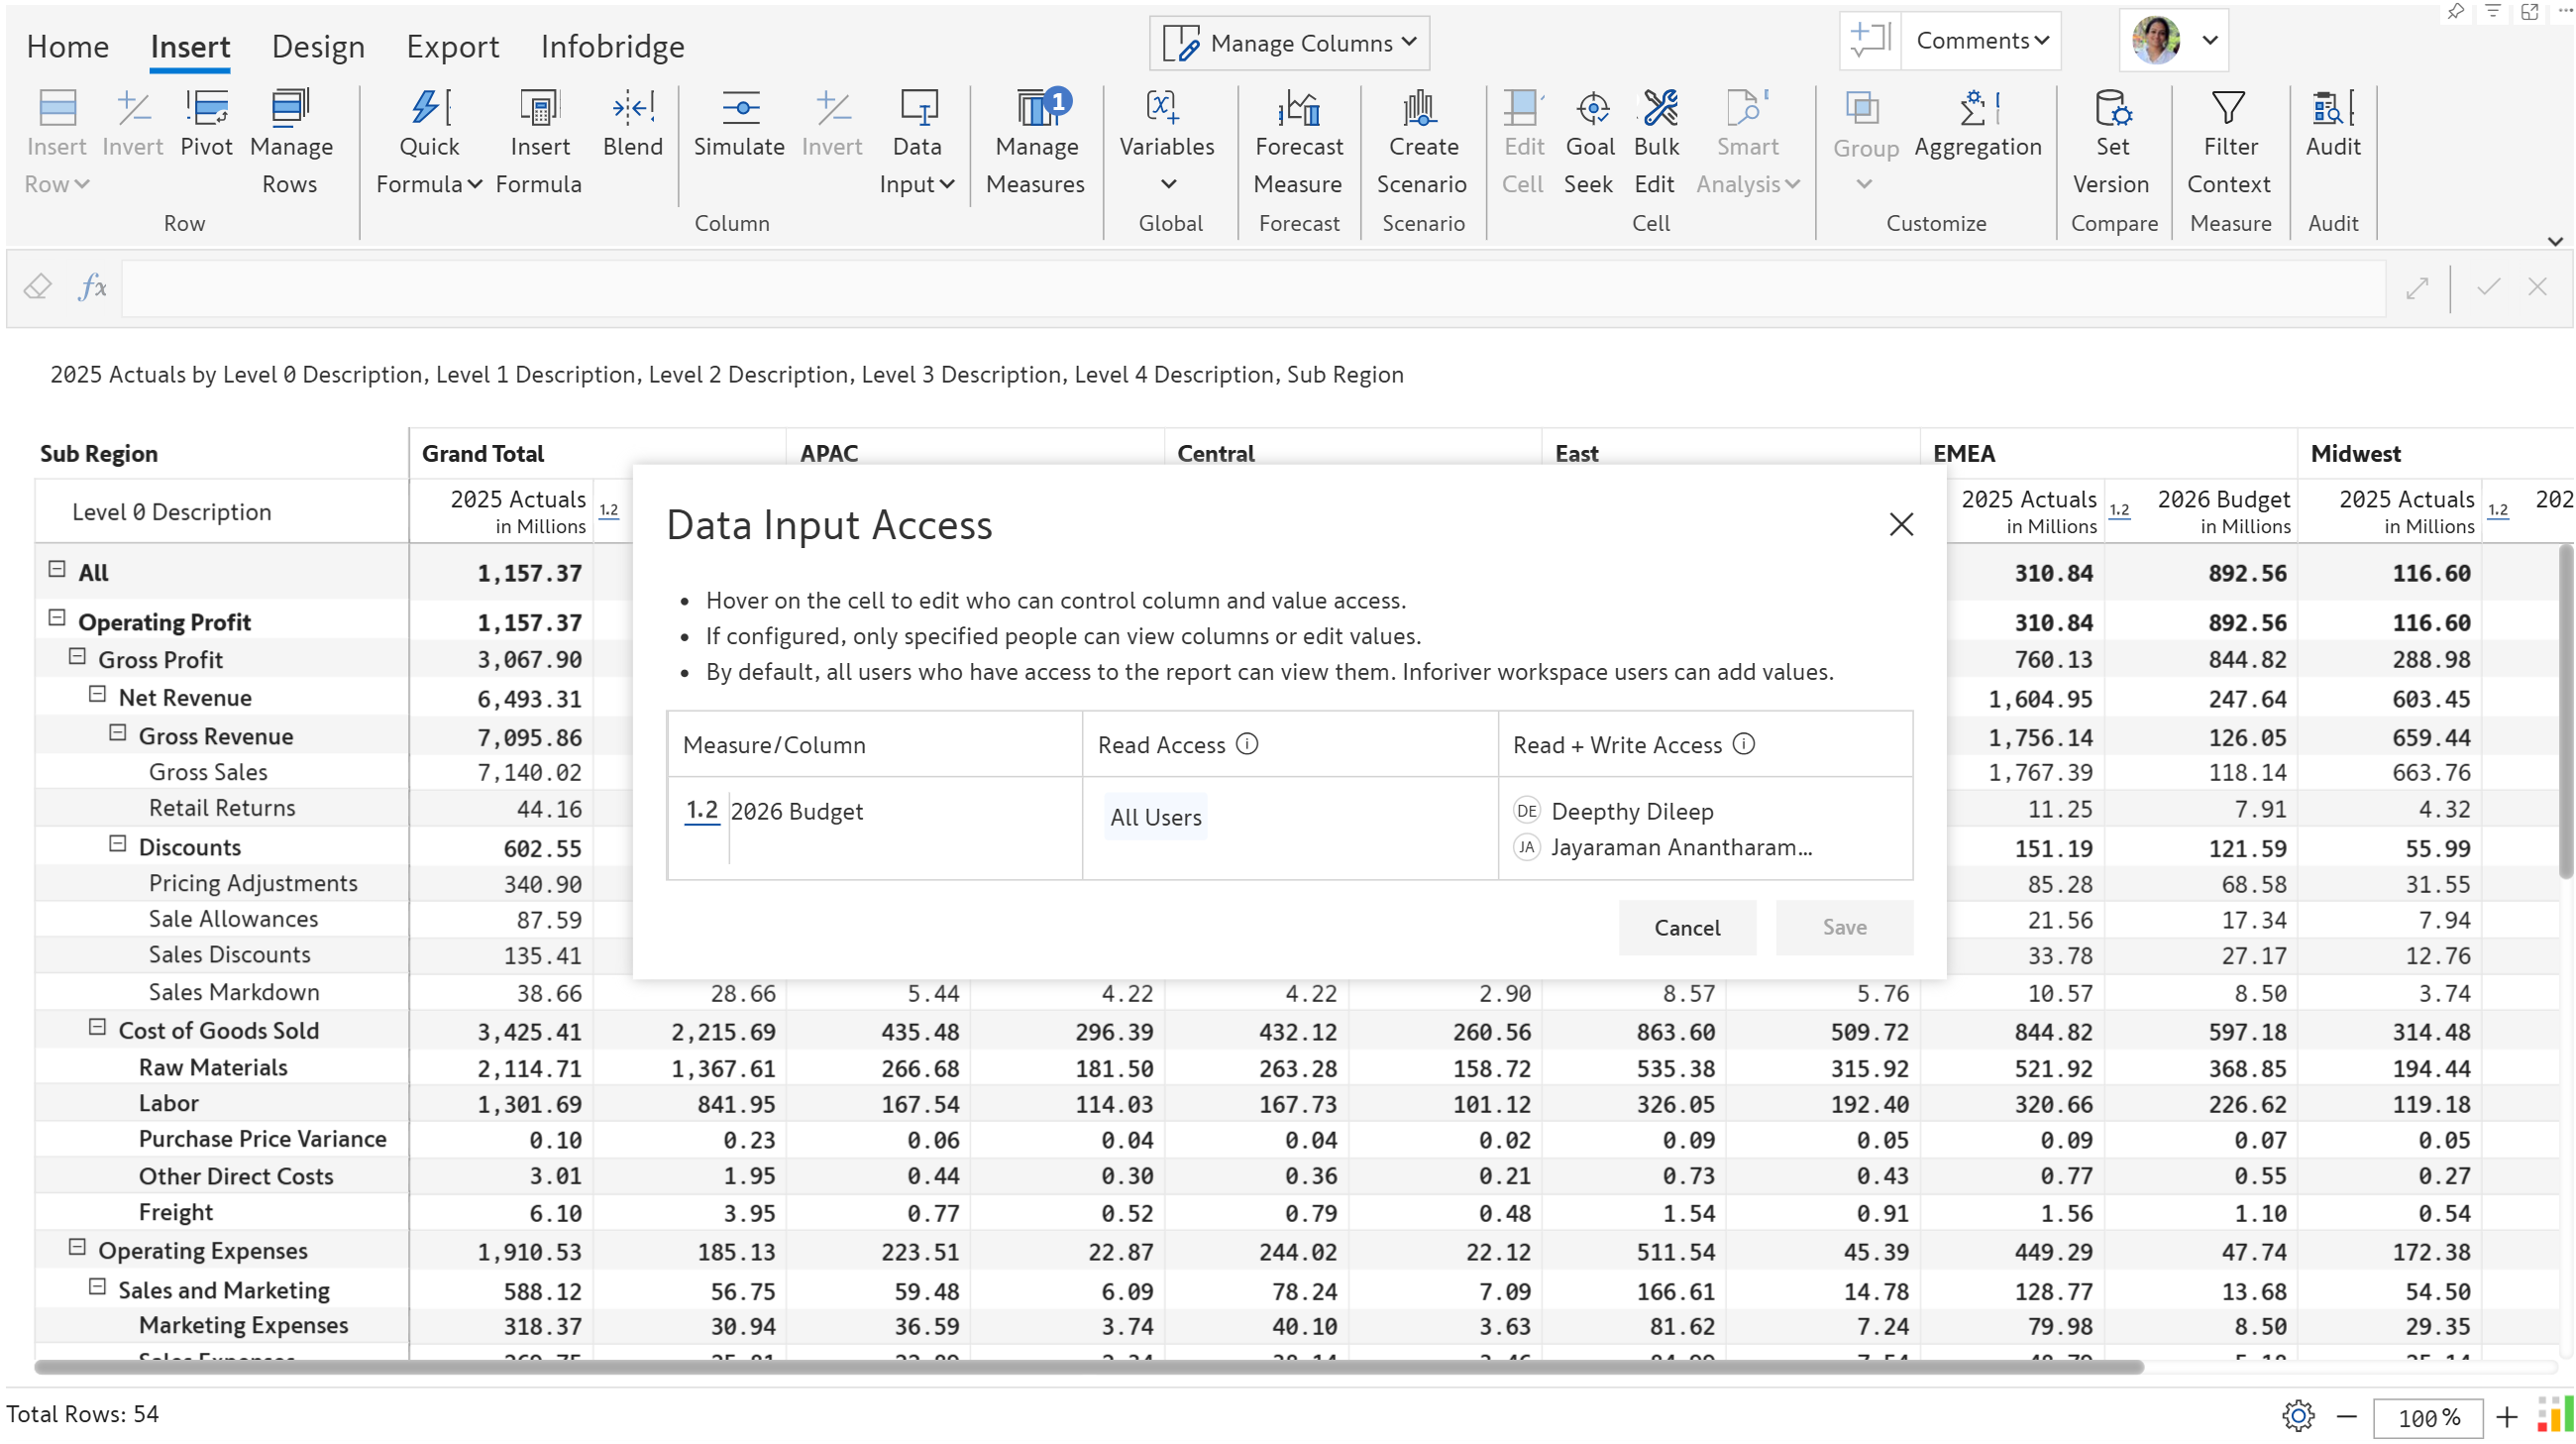 Home Insert Design Export Infobridge Manage Columns Comments
Insert Row Invert Pivot Manage Rows Quick Formula Insert Formula Blend Simulate Invert Data Input Manage Measures 1 Variables Forecast Measure Create Scenario Edit Cell Goal Seek Bulk Edit Smart Analysis Group Aggregation Set Version Filter Context Audit
Row Column Global Forecast Scenario Cell Customize Compare Measure Audit
fx
2025 Actuals by Level 0 Description, Level 1 Description, Level 2 Description, Level 3 Description, Level 4 Description, Sub Region
Sub Region Grand Total APAC Central East EMEA Midwest
Level 0 Description 2025 Actuals in Millions 1.2 2025 Actuals in Millions 1.2 2026 Budget in Millions 2025 Actuals in Millions 1.2 202
All 1,157.37 310.84 892.56 116.60
Operating Profit 1,157.37 310.84 892.56 116.60
Gross Profit 3,067.90 760.13 844.82 288.98
Net Revenue 6,493.31 1,604.95 247.64 603.45
Gross Revenue 7,095.86 1,756.14 126.05 659.44
Gross Sales 7,140.02 1,767.39 118.14 663.76
Retail Returns 44.16 11.25 7.91 4.32
Discounts 602.55 151.19 121.59 55.99
Pricing Adjustments 340.90 85.28 68.58 31.55
Sale Allowances 87.59 21.56 17.34 7.94
Sales Discounts 135.41 33.78 27.17 12.76
Data Input Access
• Hover on the cell to edit who can control column and value access.
• If configured, only specified people can view columns or edit values.
• By default, all users who have access to the report can view them. Inforiver workspace users can add values.
Measure/Column Read Access Read + Write Access
1.2 2026 Budget All Users DE Deepthy Dileep
JA Jayaraman Anantharam...
Cancel Save
Sales Markdown 38.66 28.66 5.44 4.22 4.22 2.90 8.57 5.76 10.57 8.50 3.74
Cost of Goods Sold 3,425.41 2,215.69 435.48 296.39 432.12 260.56 863.60 509.72 844.82 597.18 314.48
Raw Materials 2,114.71 1,367.61 266.68 181.50 263.28 158.72 535.38 315.92 521.92 368.85 194.44
Labor 1,301.69 841.95 167.54 114.03 167.73 101.12 326.05 192.40 320.66 226.62 119.18
Purchase Price Variance 0.10 0.23 0.06 0.04 0.04 0.02 0.09 0.05 0.09 0.07 0.05
Other Direct Costs 3.01 1.95 0.44 0.30 0.36 0.21 0.73 0.43 0.77 0.55 0.27
Freight 6.10 3.95 0.77 0.52 0.79 0.48 1.54 0.91 1.56 1.10 0.54
Operating Expenses 1,910.53 185.13 223.51 22.87 244.02 22.12 511.54 45.39 449.29 47.74 172.38
Sales and Marketing 588.12 56.75 59.48 6.09 78.24 7.09 166.61 14.78 128.77 13.68 54.50
Marketing Expenses 318.37 30.94 36.59 3.74 40.10 3.63 81.62 7.24 79.98 8.50 29.35
Total Rows: 54 100 %